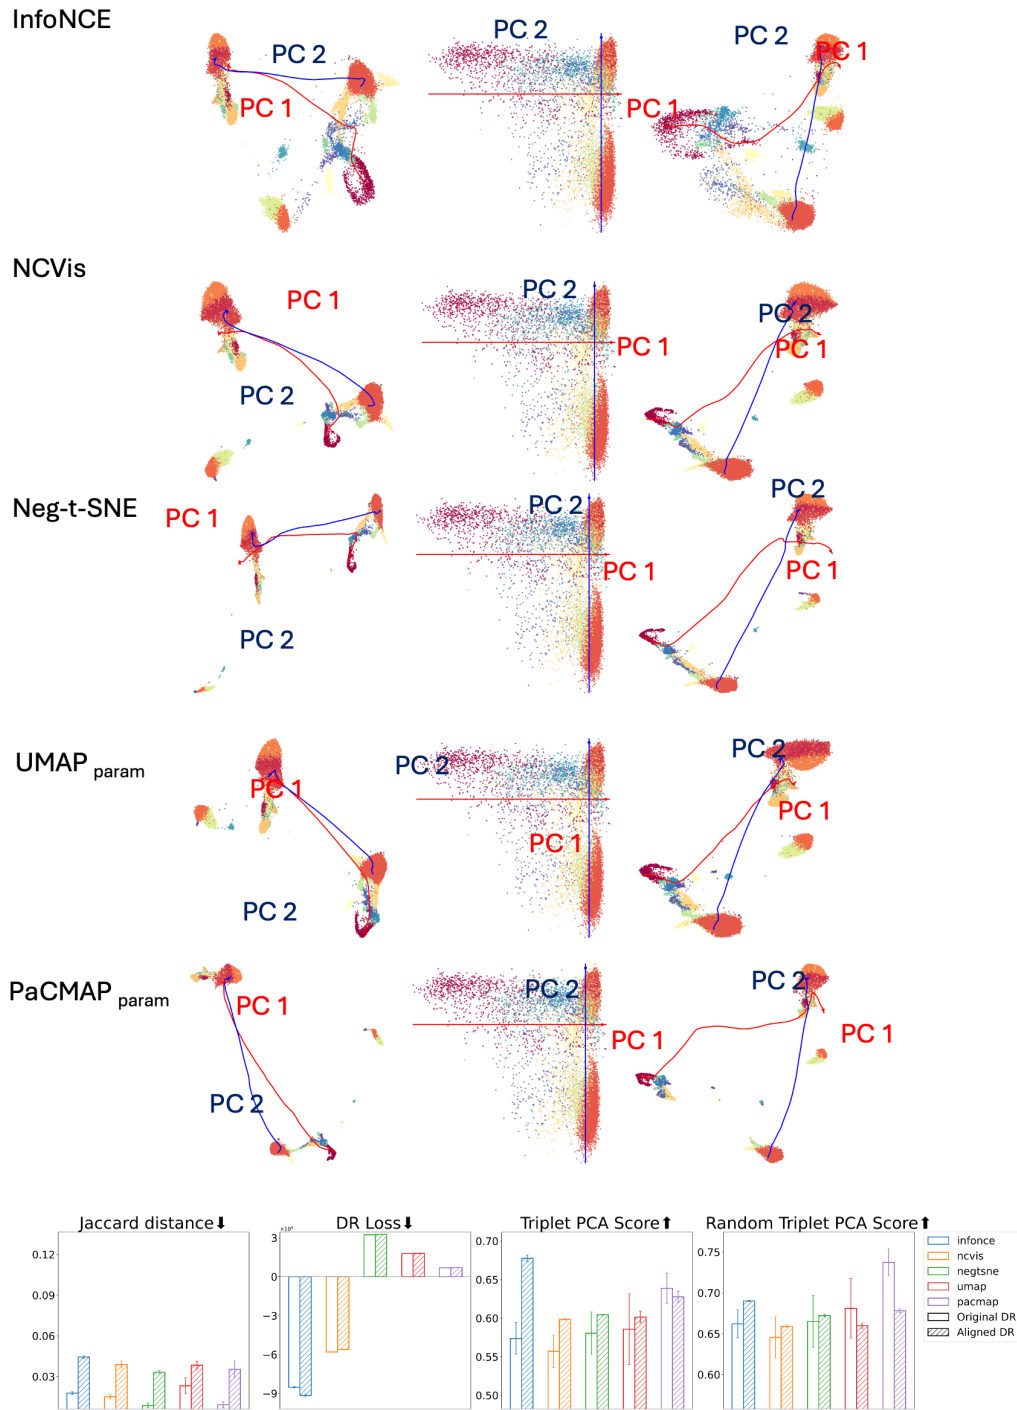 InfoNCE
PC 2
PC 1
PC 2
PC 1
PC 2
PC 1
NCVis
PC 1
PC 2
PC 2
PC 1
PC 2
PC 1
Neg-t-SNE
PC 1
PC 2
PC 2
PC 1
PC 2
PC 1
UMAP param
PC 1
PC 2
PC 2
PC 1
PC 2
PC 1
PaCMAP param
PC 1
PC 2
PC 2
PC 1
PC 2
PC 1
Jaccard distance⬇
0.12
0.09
0.06
0.03
DR Loss⬇
3
0
−3
−6
−9
Triplet PCA Score⬆
0.70
0.65
0.60
0.55
0.50
Random Triplet PCA Score⬆
0.75
0.70
0.65
0.60
infonce
ncvis
negtsne
umap
pacmap
Original DR
Aligned DR